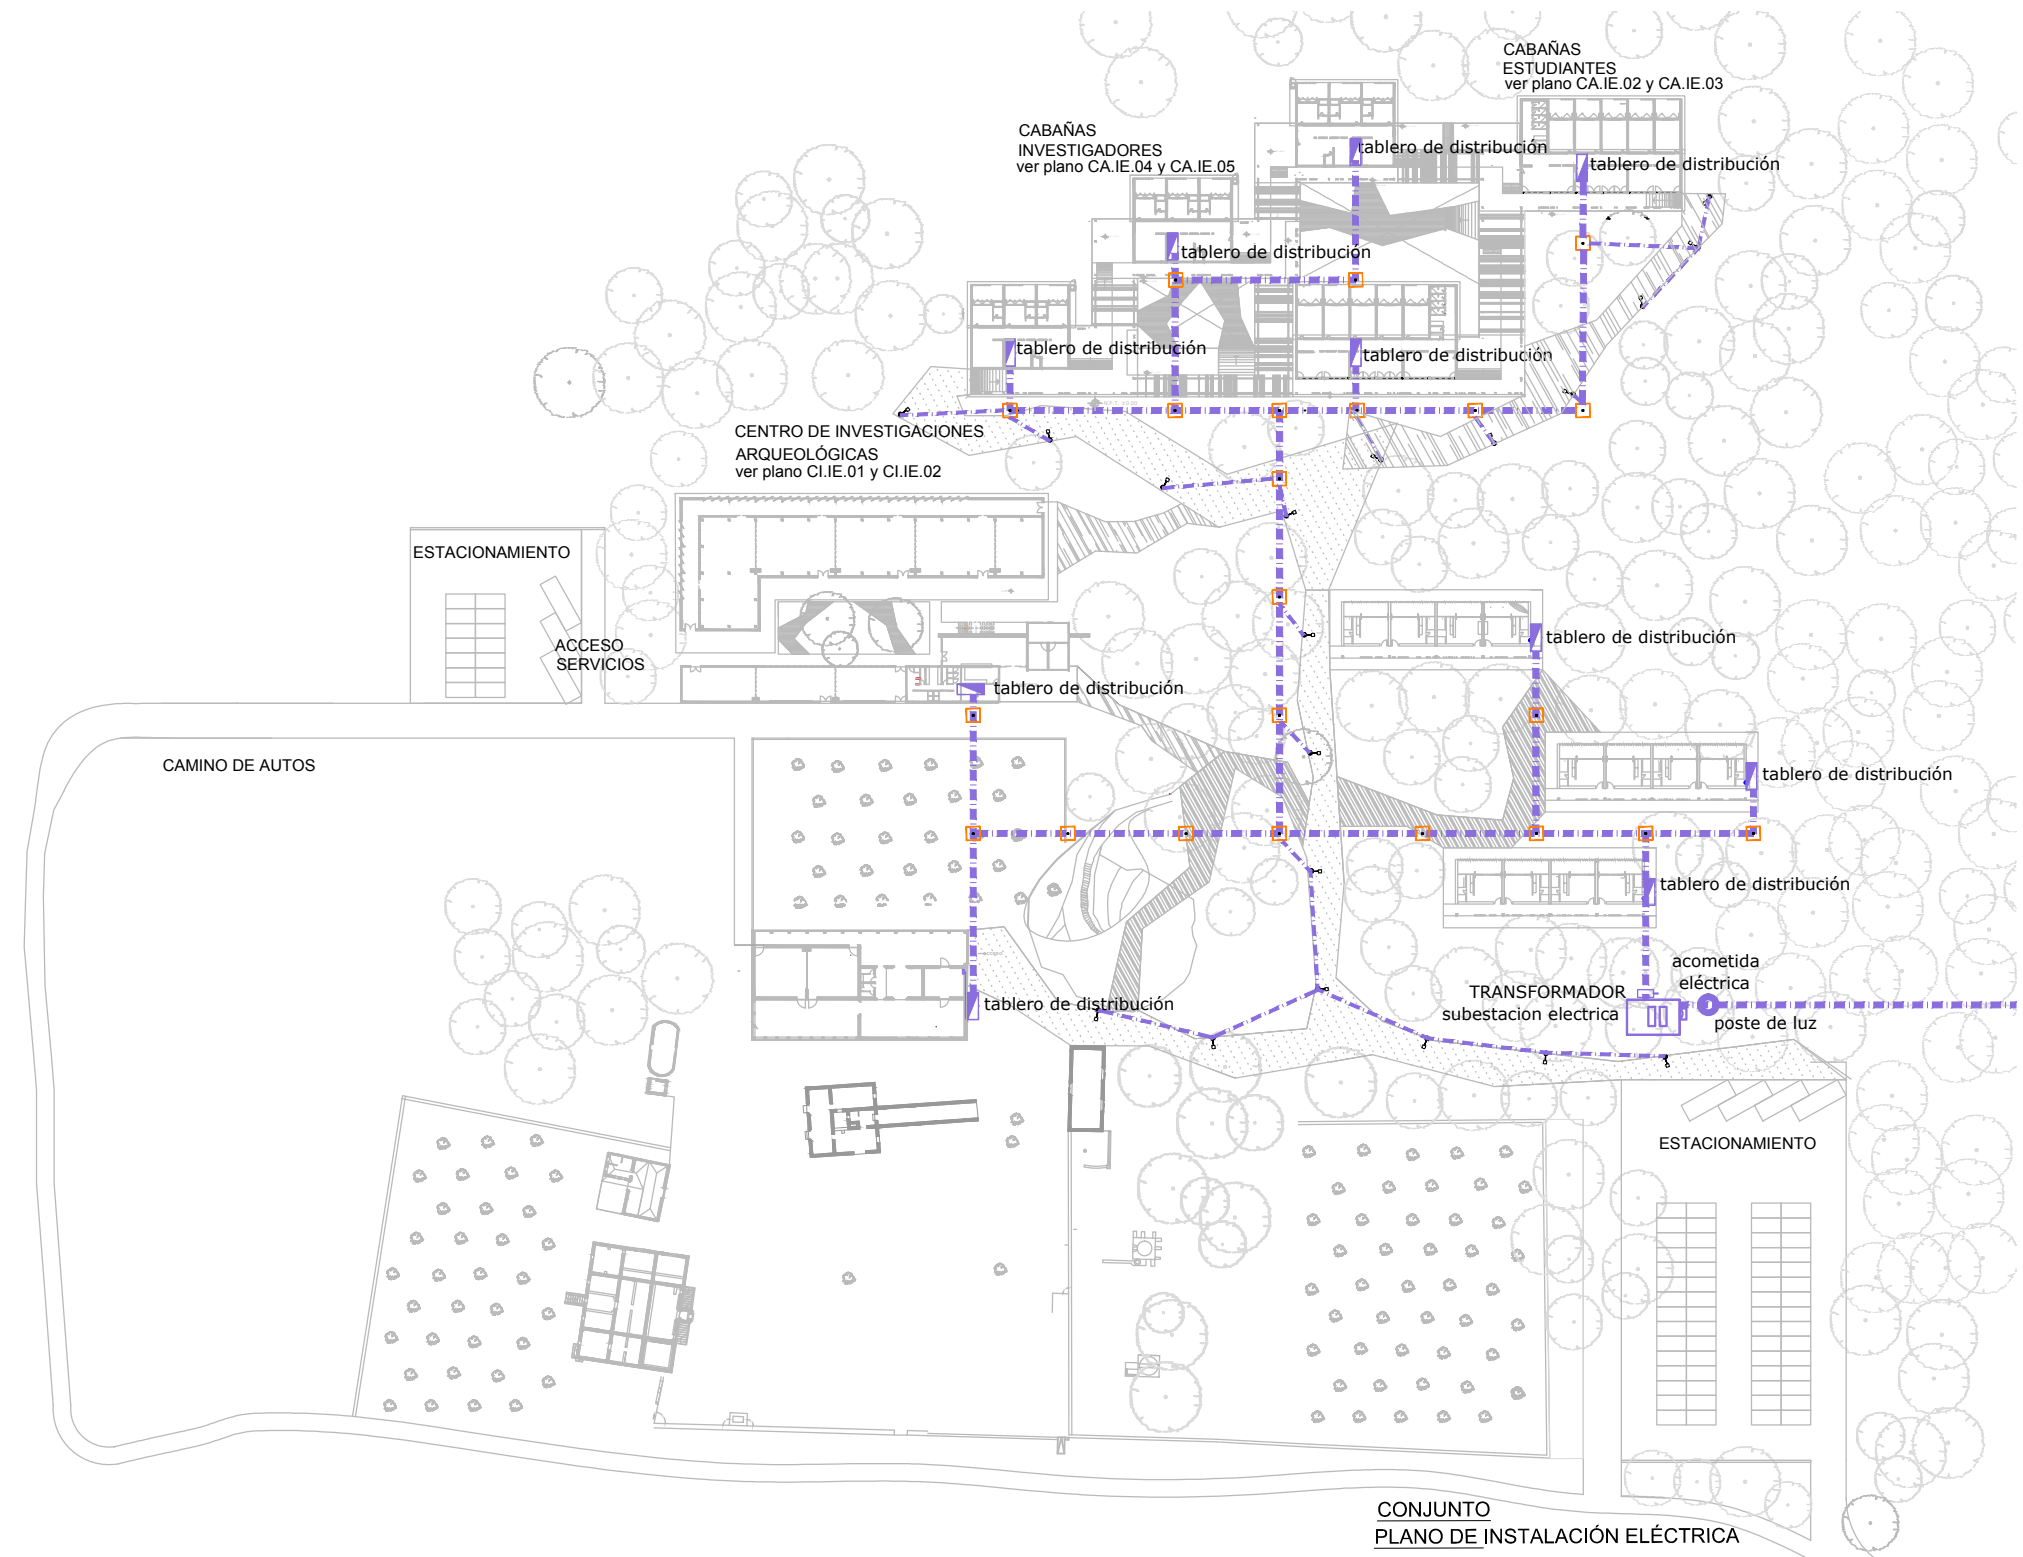 CABAÑAS
ESTUDIANTES
ver plano CA.IE.02 y CA.IE.03
CABAÑAS
INVESTIGADORES
ver plano CA.IE.04 y CA.IE.05
tablero de distribución
tablero de distribución
tablero de distribución
tablero de distribución
tablero de distribución
CENTRO DE INVESTIGACIONES
ARQUEOLÓGICAS
ver plano CI.IE.01 y CI.IE.02
ESTACIONAMIENTO
ACCESO
SERVICIOS
tablero de distribución
tablero de distribución
CAMINO DE AUTOS
tablero de distribución
tablero de distribución
acometida
eléctrica
TRANSFORMADOR
subestacion electrica
poste de luz
tablero de distribución
ESTACIONAMIENTO
CONJUNTO
PLANO DE INSTALACIÓN ELÉCTRICA